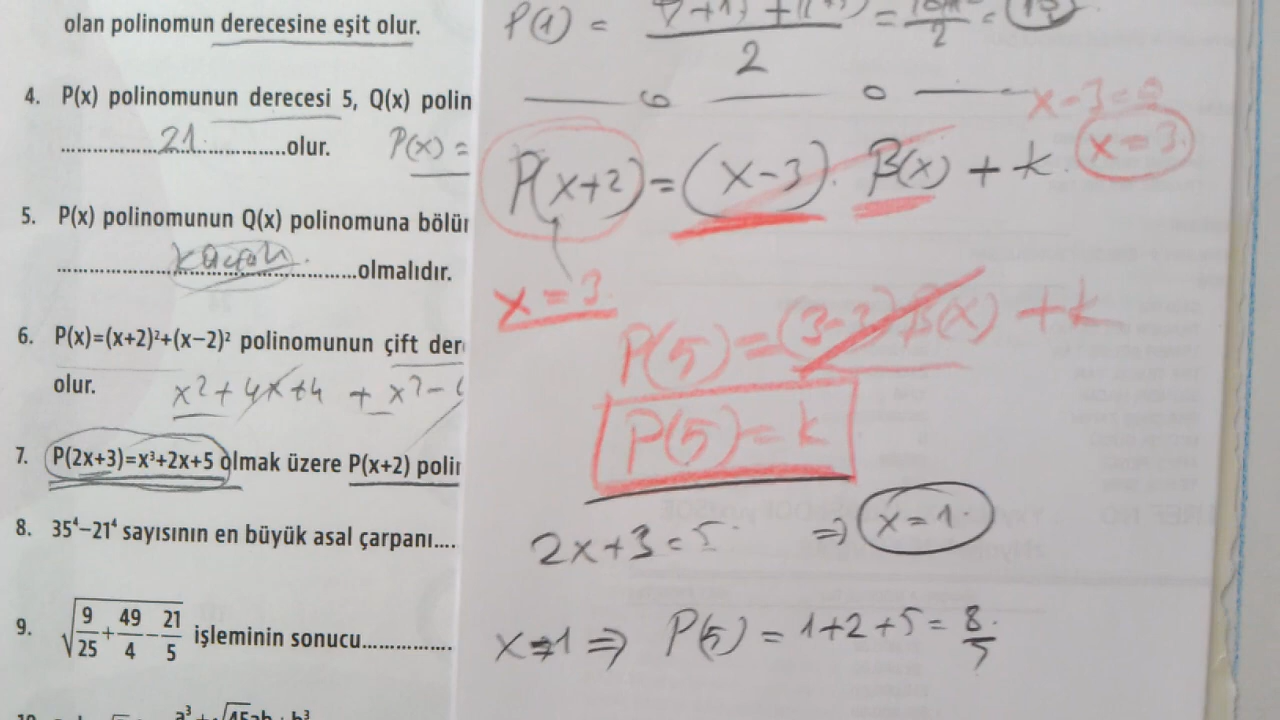 olan polinomun derecesine eşit olur.
4. P(x) polinomunun derecesi 5, Q(x) polin
21 olur. P(x) =
5. P(x) polinomunun Q(x) polinomuna bölür
................................olmalıdır.
6. P(x)=(x+2)²+(x−2)² polinomunun çift der
olur. x²+4x+4 + x²-4
7. P(2x+3)=x³+2x+5 olmak üzere P(x+2) polin
8. 35⁴−21⁴ sayısının en büyük asal çarpanı....
9. √(9/25 + 49/4 − 21/5) işleminin sonucu...............
P(1) =
2
x-3=0
x=3
P(x+2)=(x-3).B(x)+k
x=3
P(5)=(3-3).B(x)+k
P(5)=k
2x+3=5 ⇒ x=1
x=1 ⇒ P(5)=1+2+5=8